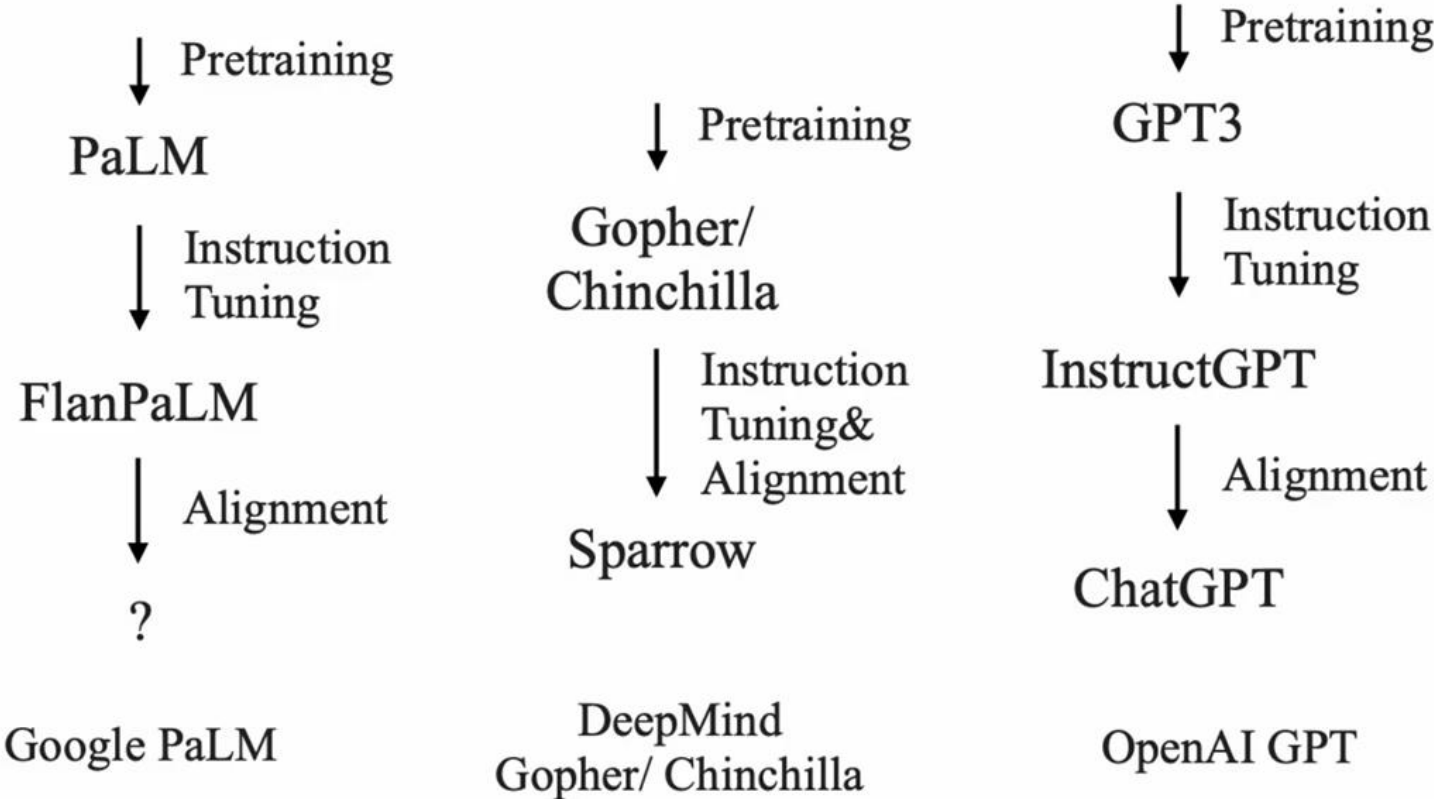 Pretraining
PaLM
Instruction
Tuning
FlanPaLM
Alignment
?
Google PaLM
Pretraining
Gopher/
Chinchilla
Instruction
Tuning&
Alignment
Sparrow
DeepMind
Gopher/ Chinchilla
Pretraining
GPT3
Instruction
Tuning
InstructGPT
Alignment
ChatGPT
OpenAI GPT